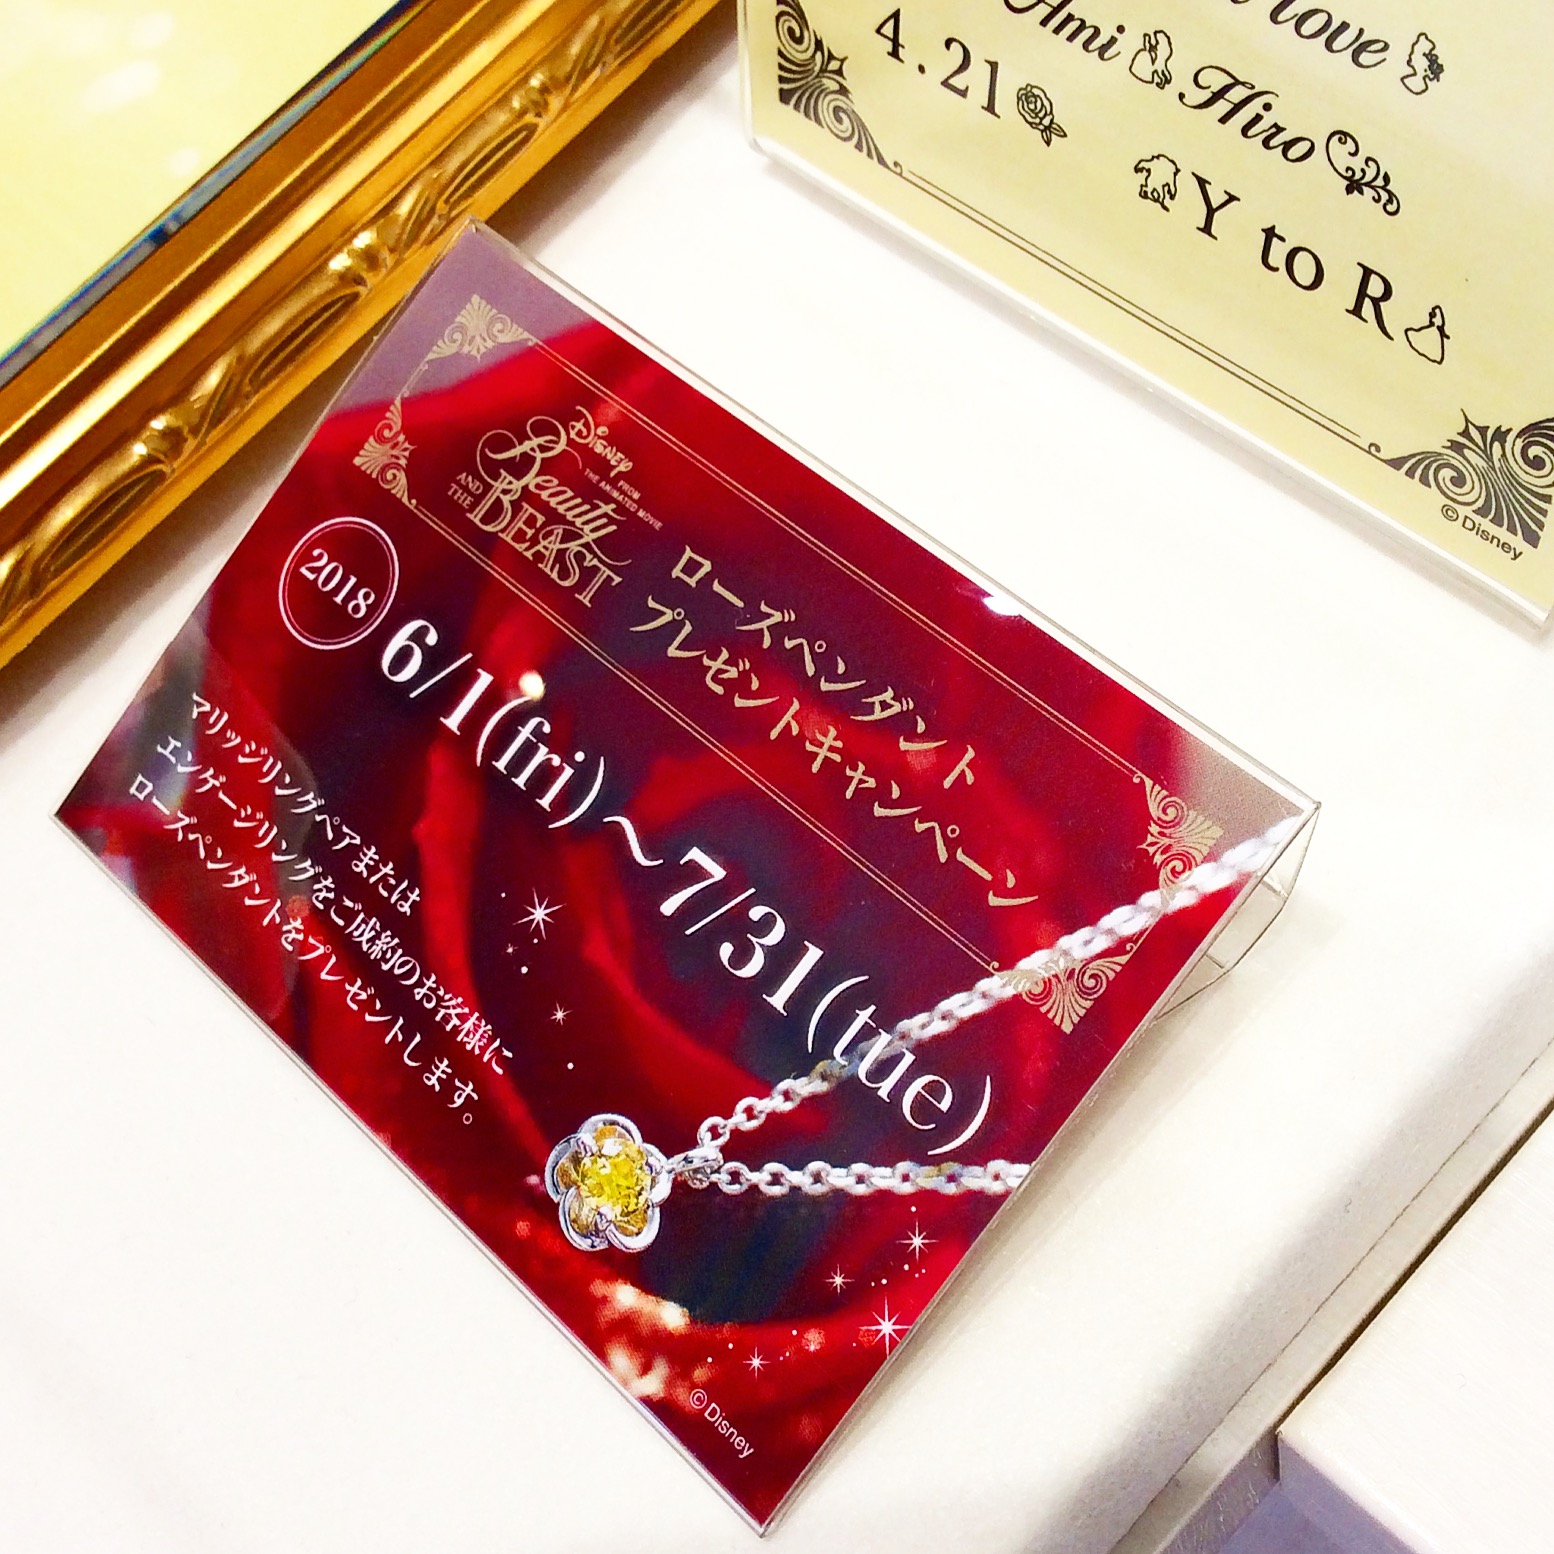 love
Ami Hiro
4.21
Y to R
©Disney
Disney
FROM
THE ANIMATED MOVIE
Beauty
AND
THE
BEAST
ローズペンダント
プレゼントキャンペーン
2018
6/1(fri)～7/31(tue)
マリッジリングペアまたは
エンゲージリングをご成約のお客様に
ローズペンダントをプレゼントします。
©Disney